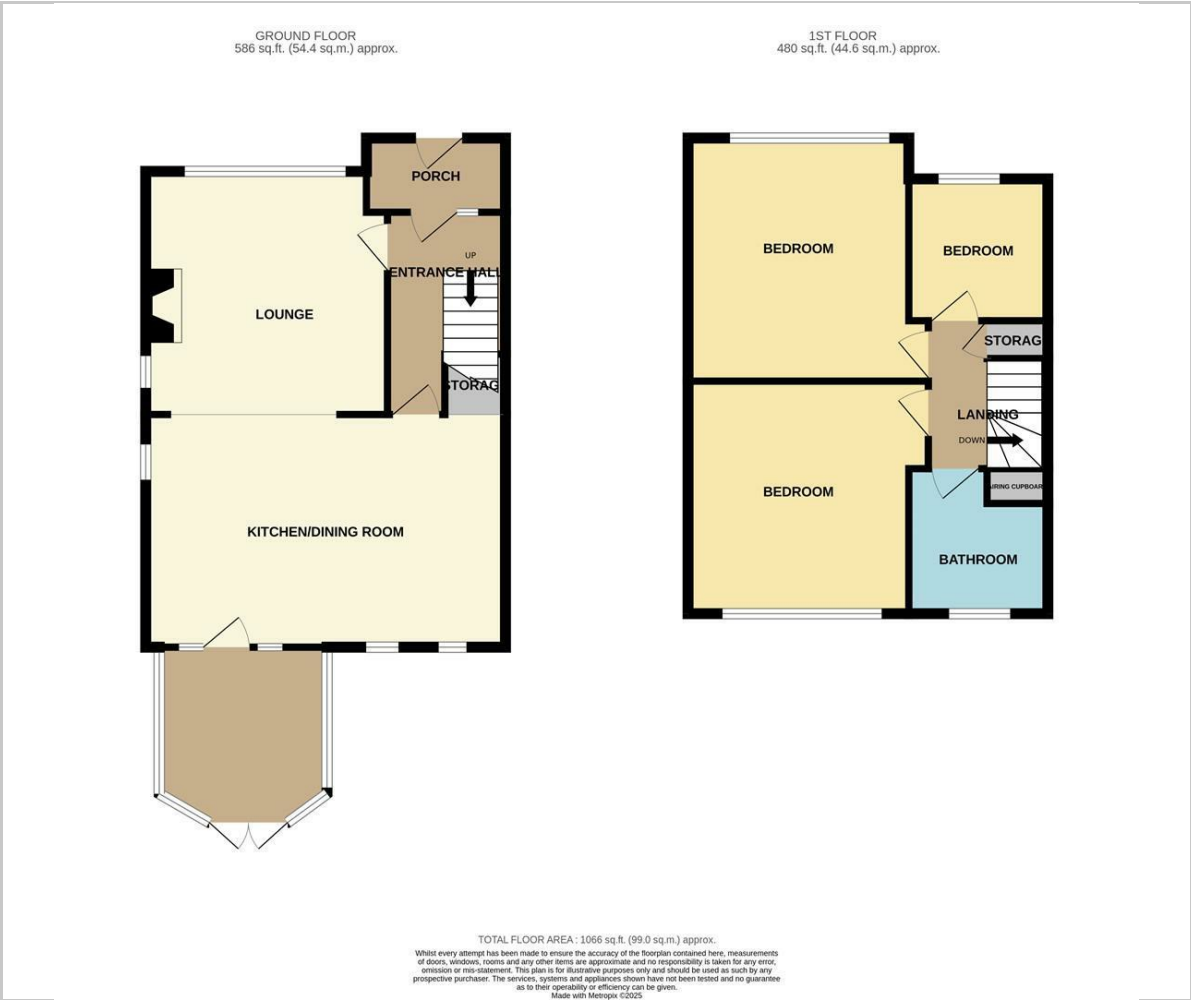 GROUND FLOOR
586 sq.ft. (54.4 sq.m.) approx.
1ST FLOOR
480 sq.ft. (44.6 sq.m.) approx.
PORCH
UP
ENTRANCE HALL
LOUNGE
STORAG
KITCHEN/DINING ROOM
BEDROOM
BEDROOM
STORAG
LANDING
DOWN
BEDROOM
AIRING CUPBOAR
BATHROOM
TOTAL FLOOR AREA : 1066 sq.ft. (99.0 sq.m.) approx.
Whilst every attempt has been made to ensure the accuracy of the floorplan contained here, measurements
of doors, windows, rooms and any other items are approximate and no responsibility is taken for any error,
omission or mis-statement. This plan is for illustrative purposes only and should be used as such by any
prospective purchaser. The services, systems and appliances shown have not been tested and no guarantee
as to their operability or efficiency can be given.
Made with Metropix ©2025